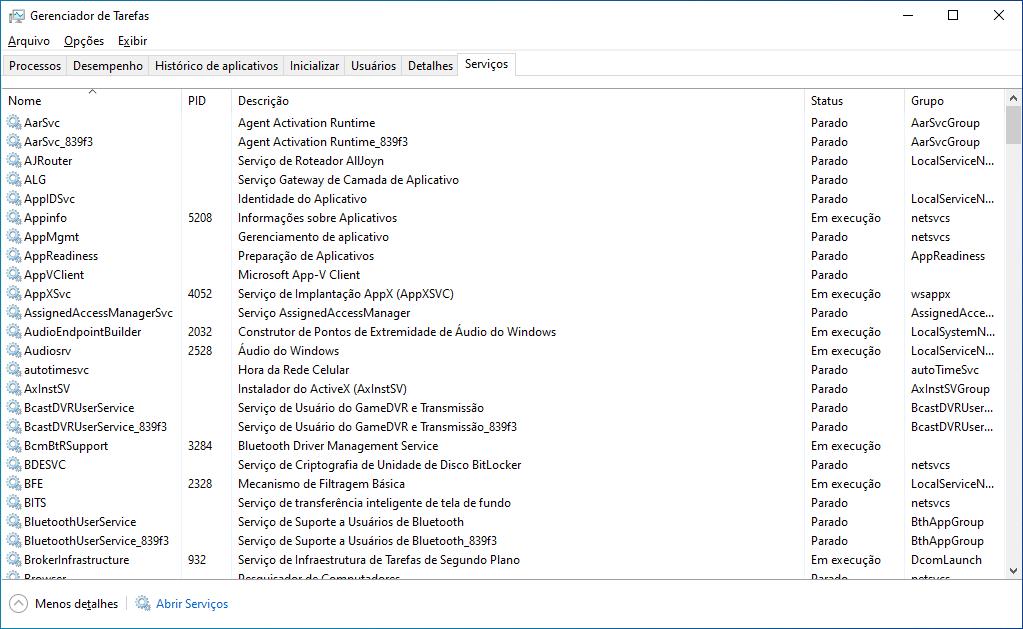 Gerenciador de Tarefas
Arquivo Opções Exibir
Processos Desempenho Histórico de aplicativos Inicializar Usuários Detalhes Serviços
Nome PID Descrição Status Grupo
AarSvc Agent Activation Runtime Parado AarSvcGroup
AarSvc_839f3 Agent Activation Runtime_839f3 Parado AarSvcGroup
AJRouter Serviço de Roteador AllJoyn Parado LocalServiceN...
ALG Serviço Gateway de Camada de Aplicativo Parado
AppIDSvc Identidade do Aplicativo Parado LocalServiceN...
Appinfo 5208 Informações sobre Aplicativos Em execução netsvcs
AppMgmt Gerenciamento de aplicativo Parado netsvcs
AppReadiness Preparação de Aplicativos Parado AppReadiness
AppVClient Microsoft App-V Client Parado
AppXSvc 4052 Serviço de Implantação AppX (AppXSVC) Em execução wsappx
AssignedAccessManagerSvc Serviço AssignedAccessManager Parado AssignedAcce...
AudioEndpointBuilder 2032 Construtor de Pontos de Extremidade de Áudio do Windows Em execução LocalSystemN...
Audiosrv 2528 Áudio do Windows Em execução LocalServiceN...
autotimesvc Hora da Rede Celular Parado autoTimeSvc
AxInstSV Instalador do ActiveX (AxInstSV) Parado AxInstSVGroup
BcastDVRUserService Serviço de Usuário do GameDVR e Transmissão Parado BcastDVRUser...
BcastDVRUserService_839f3 Serviço de Usuário do GameDVR e Transmissão_839f3 Parado BcastDVRUser...
BcmBtRSupport 3284 Bluetooth Driver Management Service Em execução
BDESVC Serviço de Criptografia de Unidade de Disco BitLocker Parado netsvcs
BFE 2328 Mecanismo de Filtragem Básica Em execução LocalServiceN...
BITS Serviço de transferência inteligente de tela de fundo Parado netsvcs
BluetoothUserService Serviço de Suporte a Usuários de Bluetooth Parado BthAppGroup
BluetoothUserService_839f3 Serviço de Suporte a Usuários de Bluetooth_839f3 Parado BthAppGroup
BrokerInfrastructure 932 Serviço de Infraestrutura de Tarefas de Segundo Plano Em execução DcomLaunch
Browser Pesquisador de Computadores Parado netsvcs
Menos detalhes Abrir Serviços